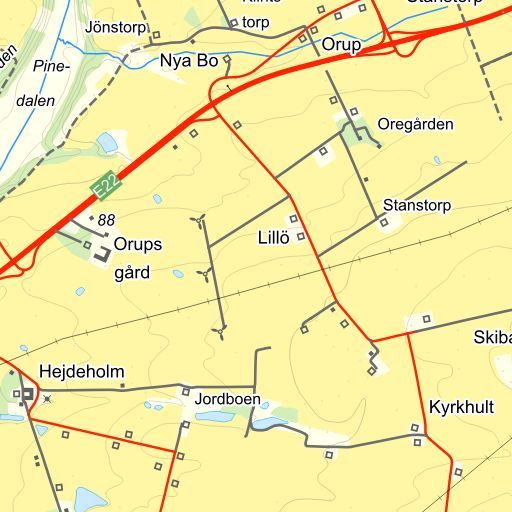 Stanstorp
torp
Jönstorp
Orup
Nya Bo
Pine-
dalen
Oregården
E22
Stanstorp
88
Lillö
Orups
gård
Skiba
Hejdeholm
Jordboen
Kyrkhult